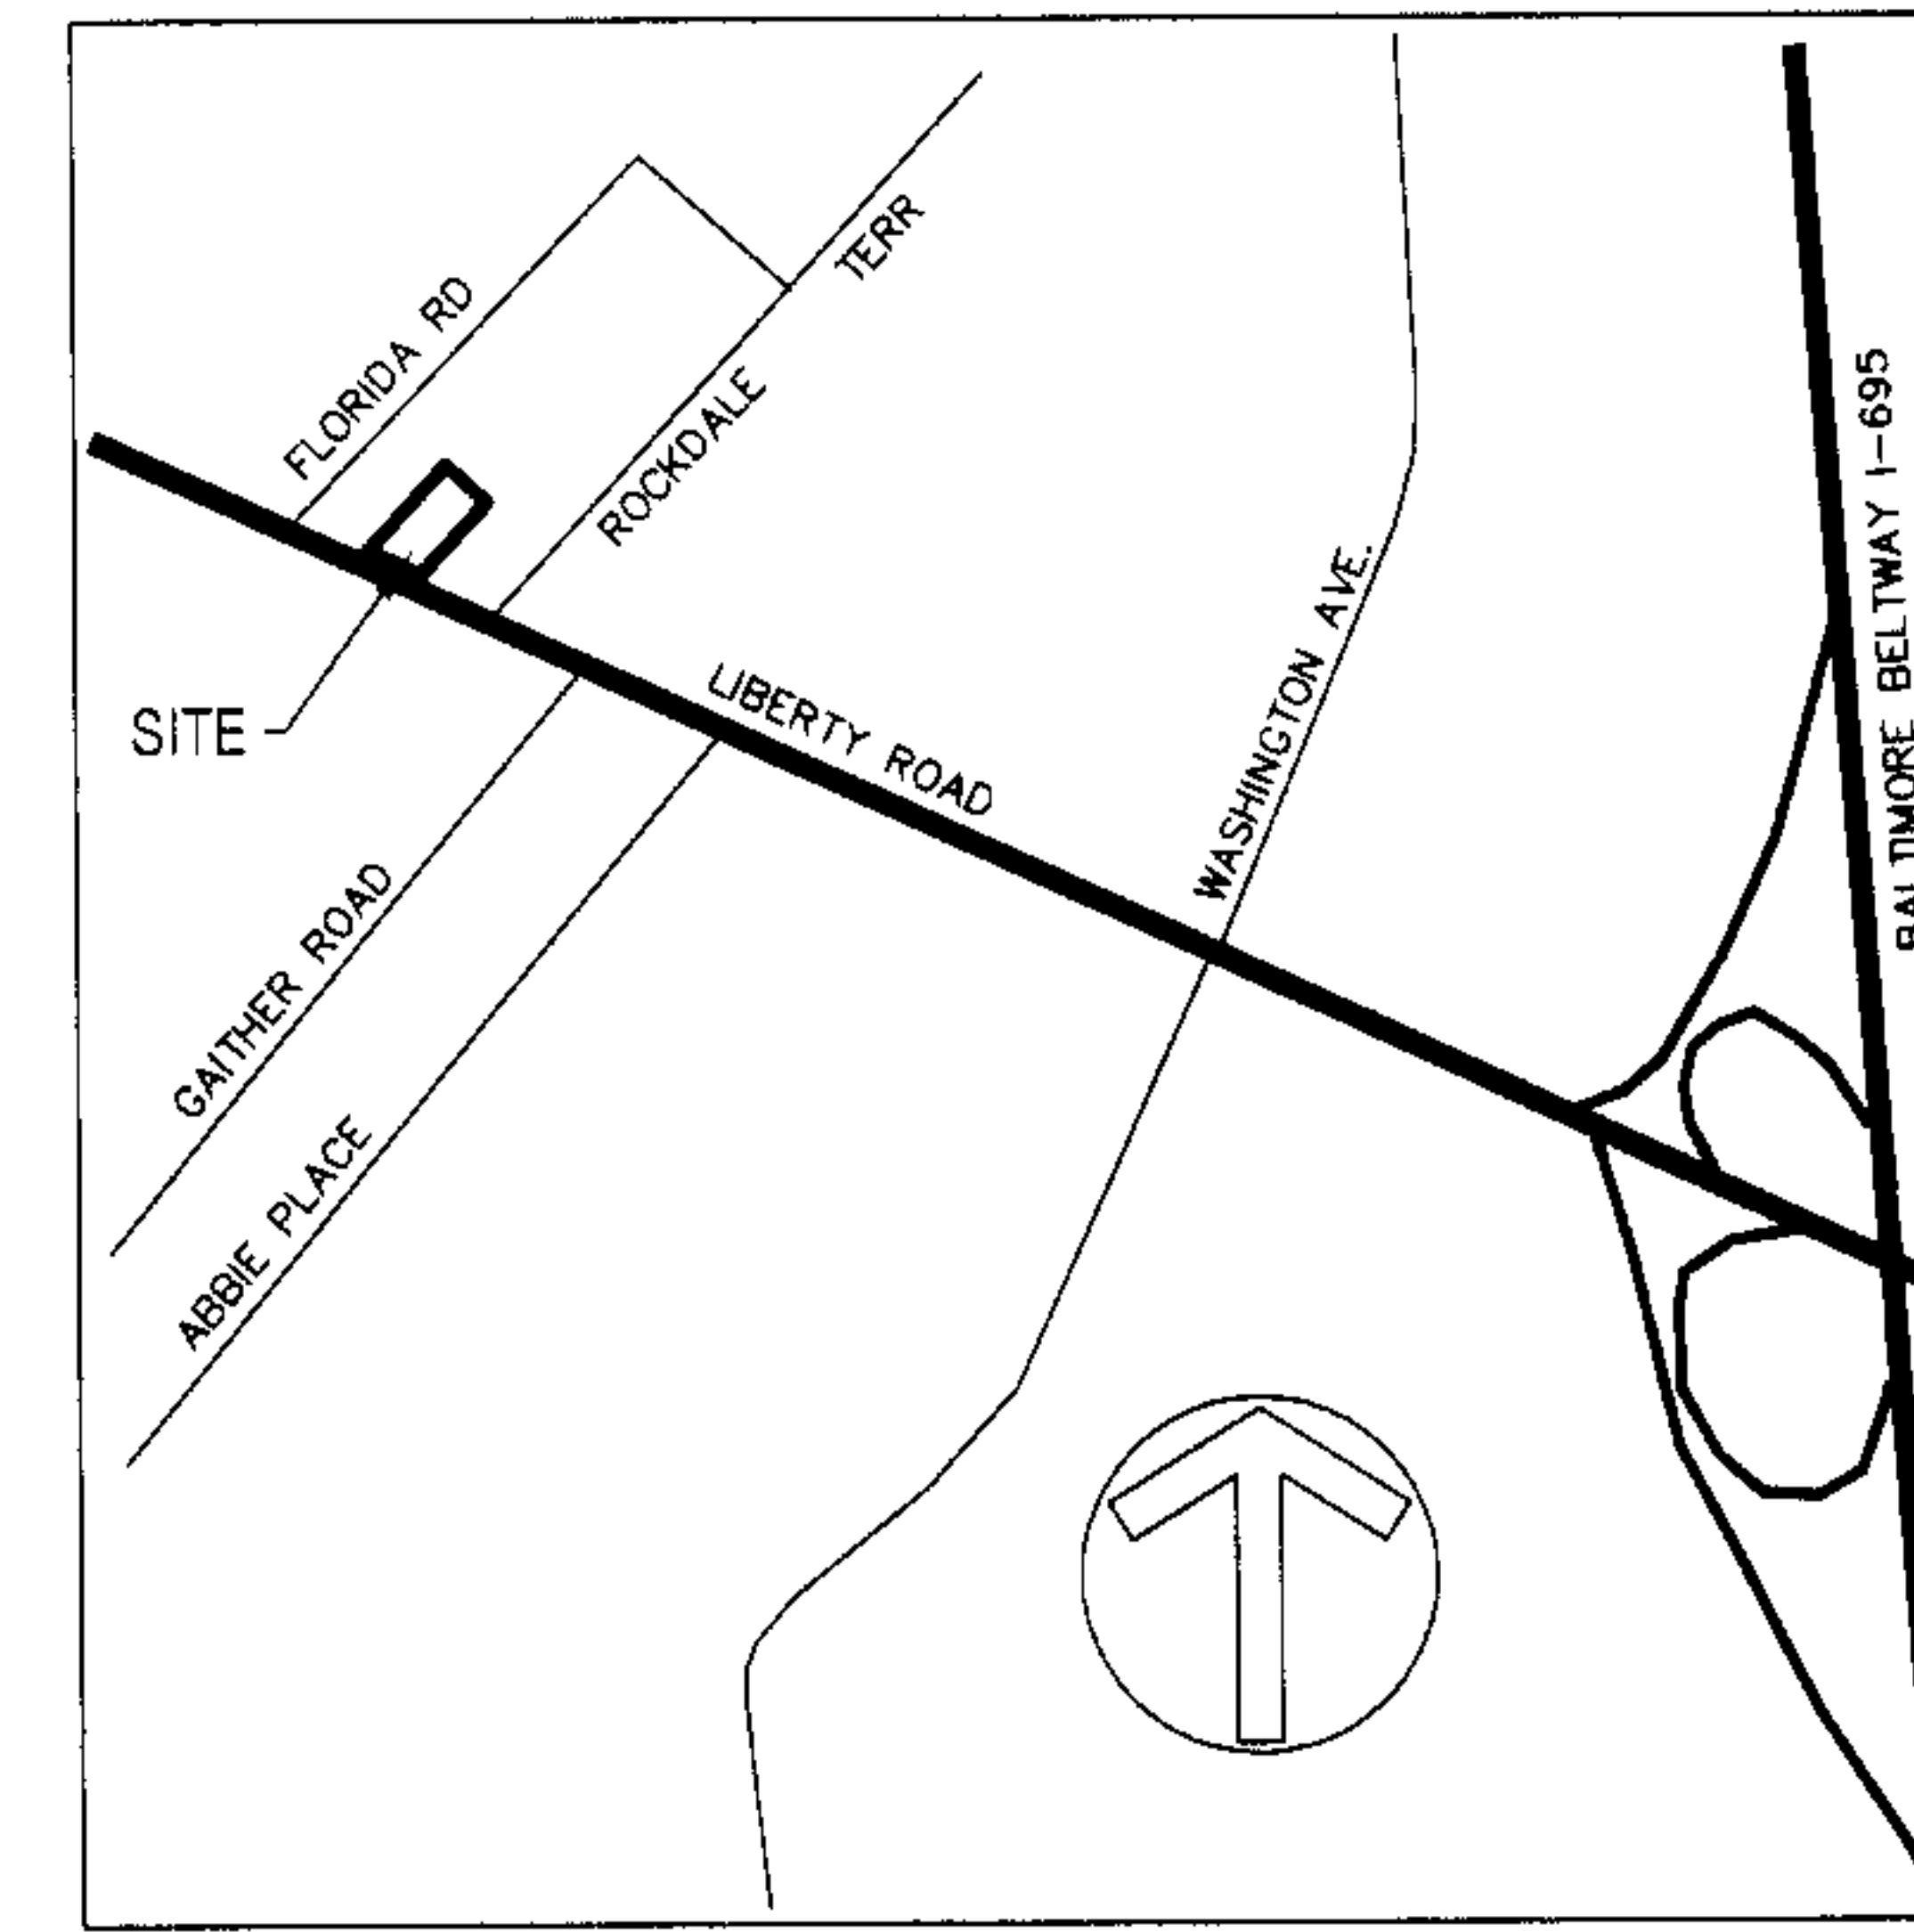 FLORIDA RD
ROCKDALE TERR
SITE
LIBERTY ROAD
WASHINGTON AVE.
BALTIMORE BELTWAY I-695
GAITHER ROAD
ABBIE PLACE